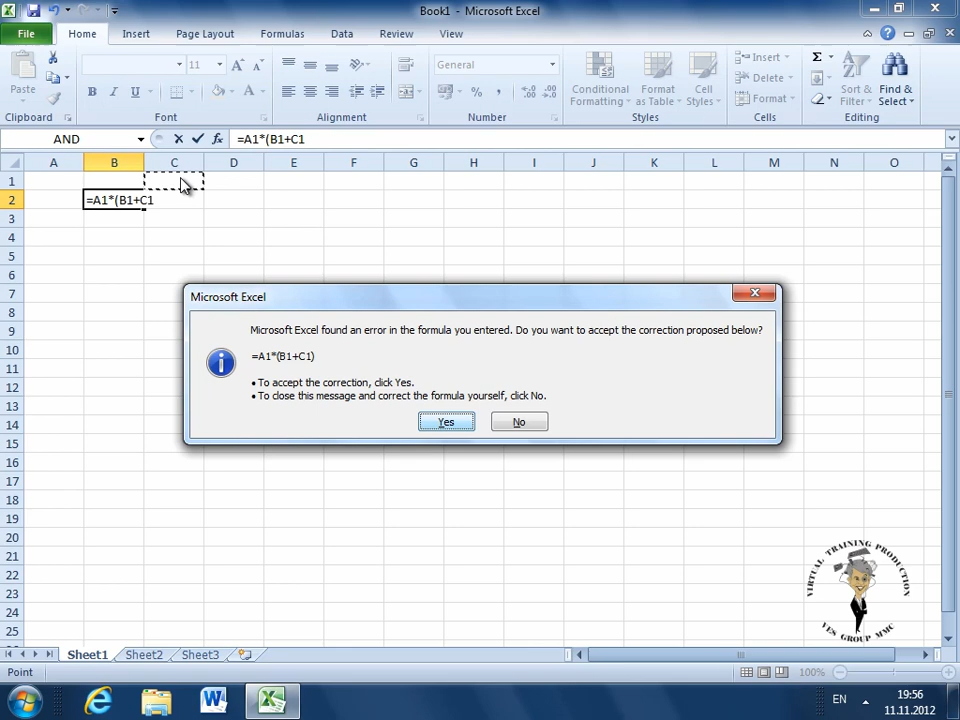 Book1 - Microsoft Excel
File Home Insert Page Layout Formulas Data Review View
11 General Insert
Delete
Format
Paste Conditional Formatting Format as Table Cell Styles Sort & Filter Find & Select
Clipboard Font Alignment Number Styles Cells Editing
AND =A1*(B1+C1
A B C D E F G H I J K L M N O
1
2 =A1*(B1+C1
3
4
5
6
7 Microsoft Excel
8
9 Microsoft Excel found an error in the formula you entered. Do you want to accept the correction proposed below?
10 =A1*(B1+C1)
11
12 • To accept the correction, click Yes.
13 • To close this message and correct the formula yourself, click No.
14 Yes No
15
16
17
18
19
20
21
22
23
24
25
VIRTUAL TRAINING PRODUCTION
YES GROUP MMC
Sheet1 Sheet2 Sheet3
Point 100%
EN 19:56
11.11.2012